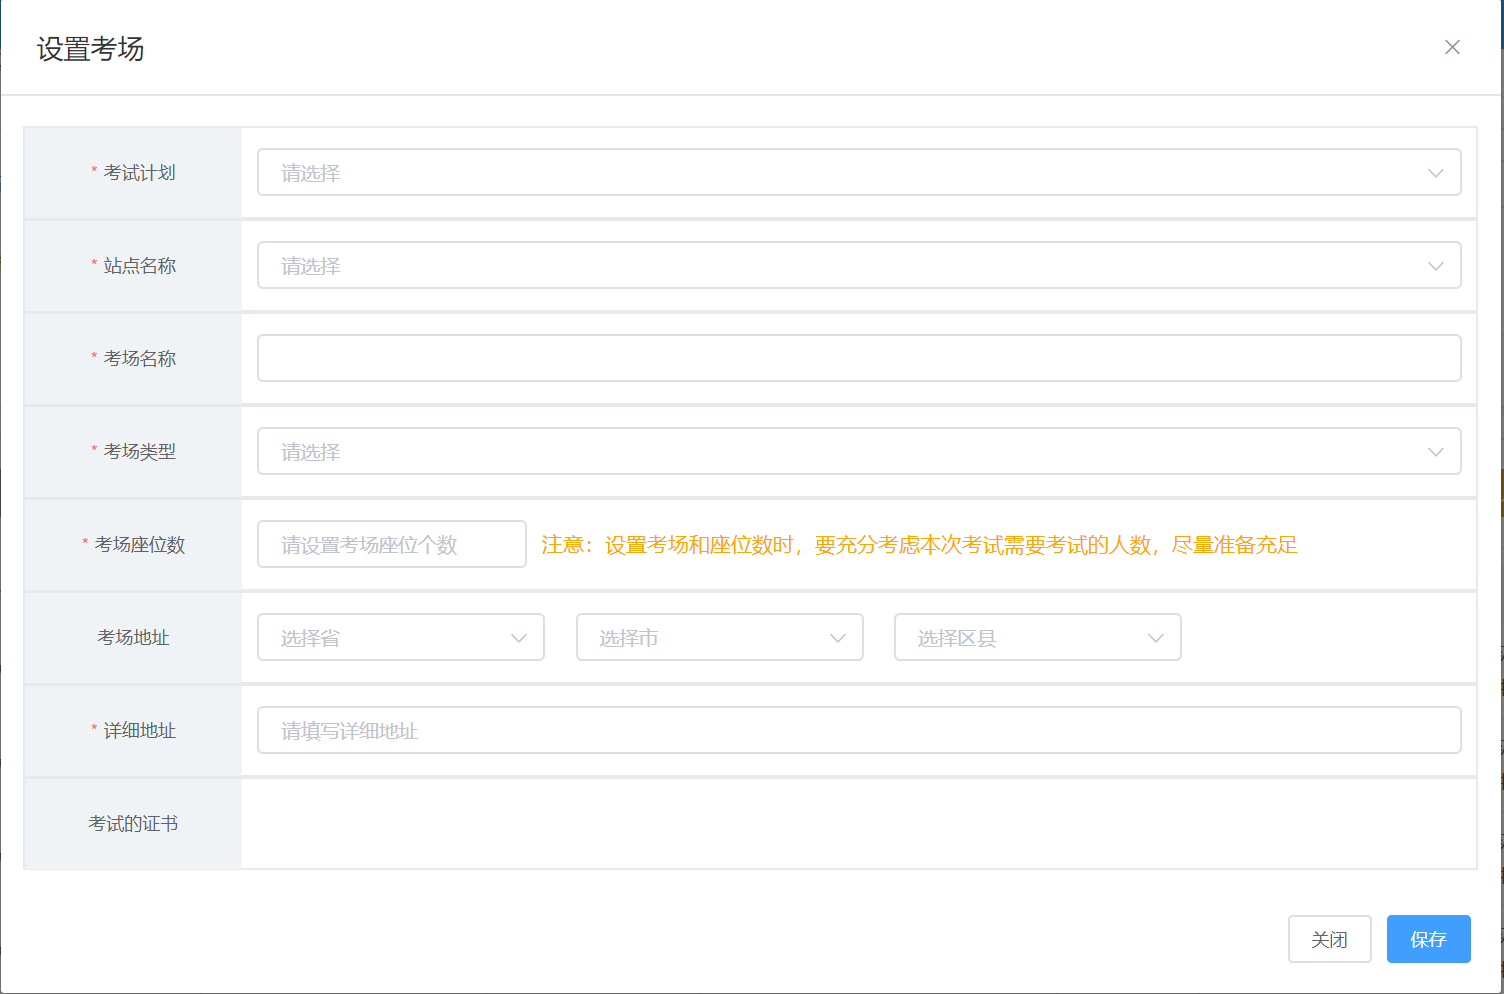 设置考场
* 考试计划 请选择
* 站点名称 请选择
* 考场名称
* 考场类型 请选择
* 考场座位数 请设置考场座位个数 注意：设置考场和座位数时，要充分考虑本次考试需要考试的人数，尽量准备充足
考场地址 选择省 选择市 选择区县
* 详细地址 请填写详细地址
考试的证书
关闭 保存